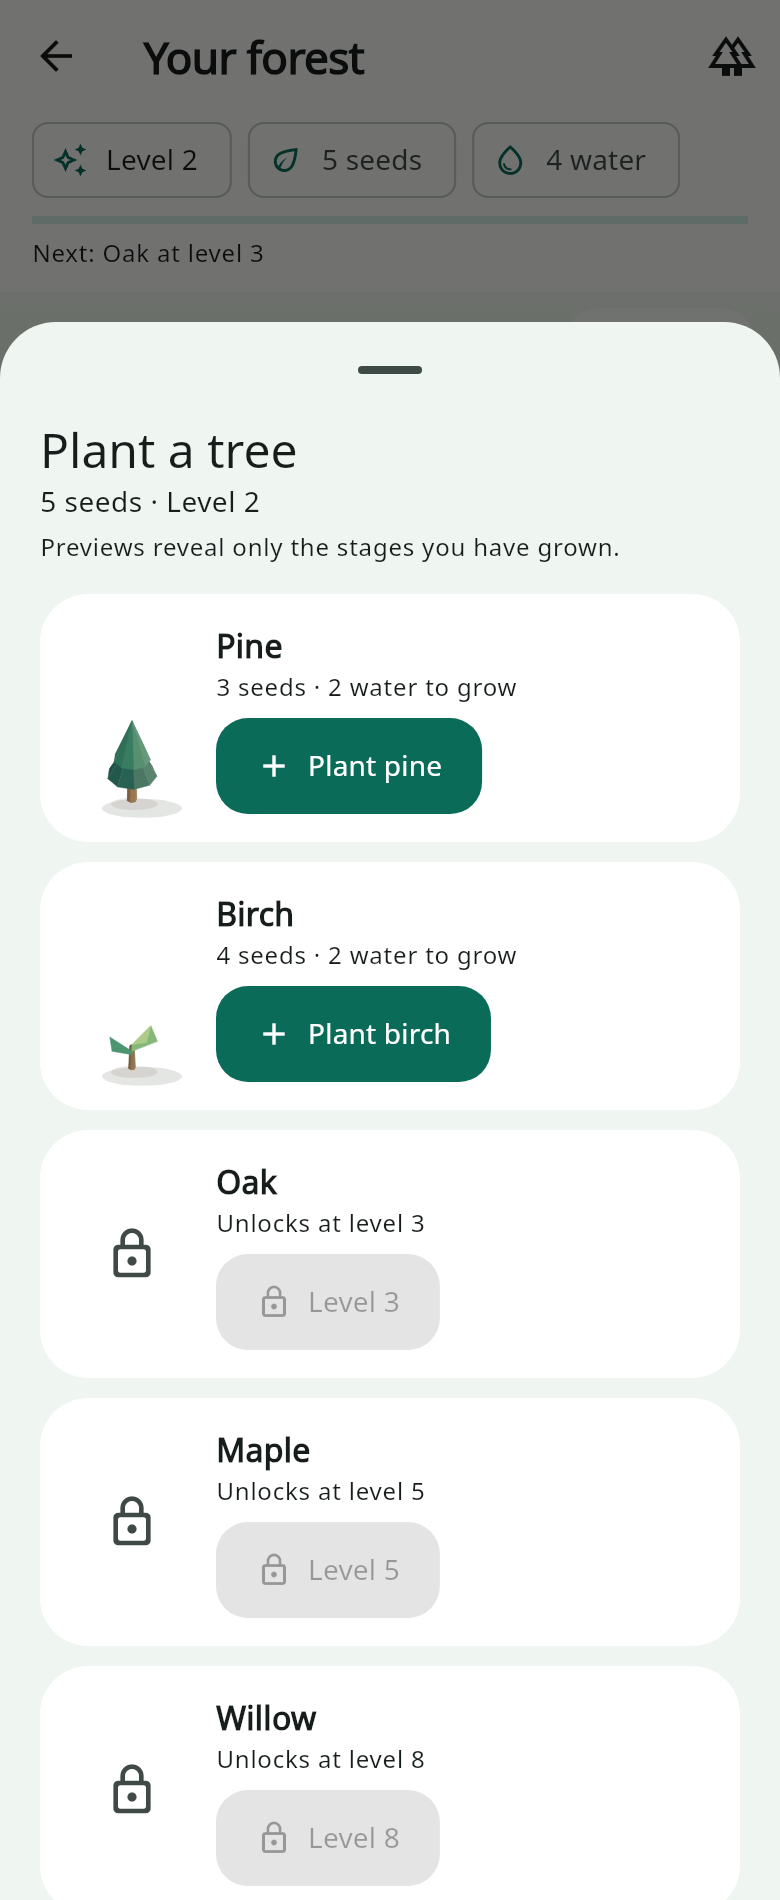 Your forest
Level 2
5 seeds
4 water
Next: Oak at level 3
Plant a tree
5 seeds · Level 2
Previews reveal only the stages you have grown.
Pine
3 seeds · 2 water to grow
Plant pine
Birch
4 seeds · 2 water to grow
Plant birch
Oak
Unlocks at level 3
Level 3
Maple
Unlocks at level 5
Level 5
Willow
Unlocks at level 8
Level 8